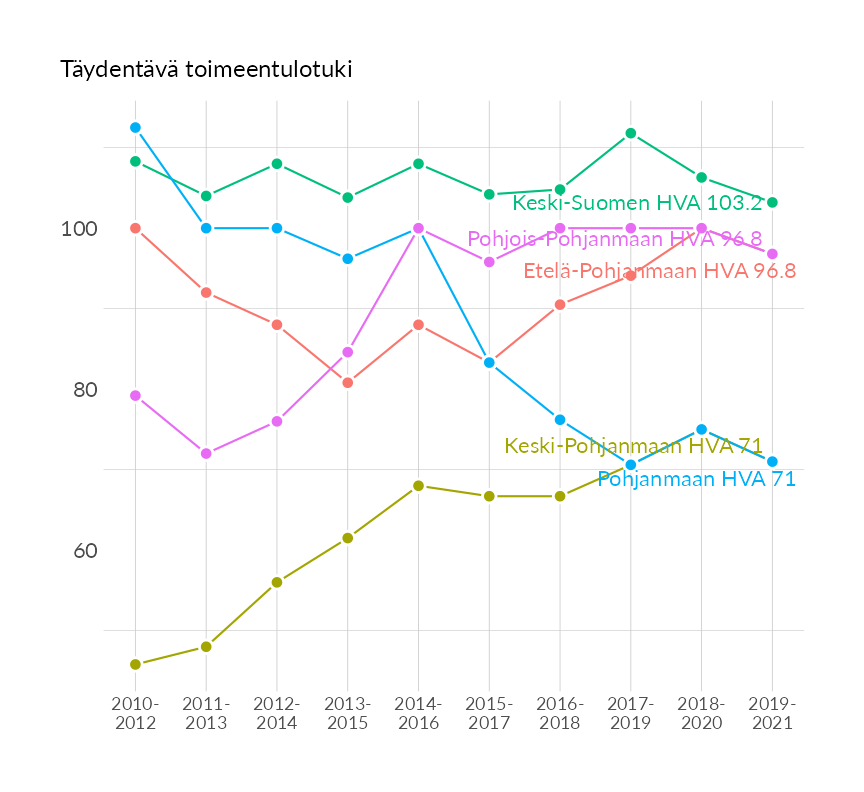 Täydentävä toimeentulotuki
Keski-Suomen HVA 103.2
100
Pohjois-Pohjanmaan HVA 96.8
Etelä-Pohjanmaan HVA 96.8
80
Keski-Pohjanmaan HVA 71
Pohjanmaan HVA 71
60
2010- 2011- 2012- 2013- 2014- 2015- 2016- 2017- 2018- 2019-
2012 2013 2014 2015 2016 2017 2018 2019 2020 2021